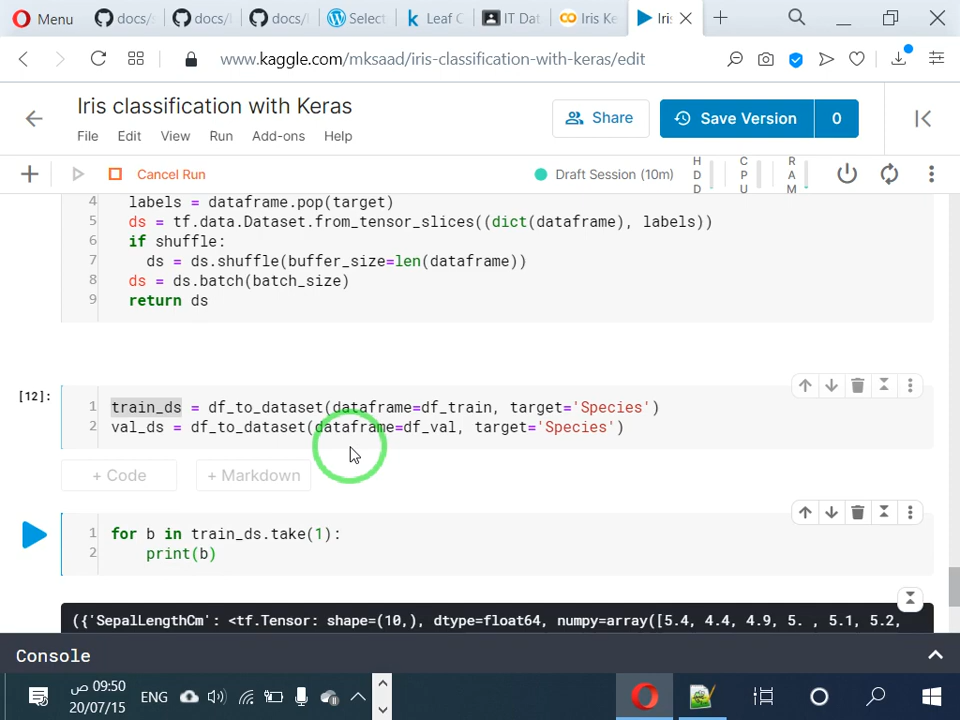 Menu
docs/
docs/
docs/
Select
Leaf C
IT Dat
Iris Ke
Iris
www.kaggle.com/mksaad/iris-classification-with-keras/edit
Iris classification with Keras
Share
Save Version
0
File Edit View Run Add-ons Help
Cancel Run
Draft Session (10m)
HDD
CPU
RAM
4 labels = dataframe.pop(target)
5 ds = tf.data.Dataset.from_tensor_slices((dict(dataframe), labels))
6 if shuffle:
7 ds = ds.shuffle(buffer_size=len(dataframe))
8 ds = ds.batch(batch_size)
9 return ds
[12]:
1 train_ds = df_to_dataset(dataframe=df_train, target='Species')
2 val_ds = df_to_dataset(dataframe=df_val, target='Species')
+ Code + Markdown
1 for b in train_ds.take(1):
2 print(b)
({'SepalLengthCm': <tf.Tensor: shape=(10,), dtype=float64, numpy=array([5.4, 4.4, 4.9, 5. , 5.1, 5.2,
Console
09:50 ص
20/07/15
ENG